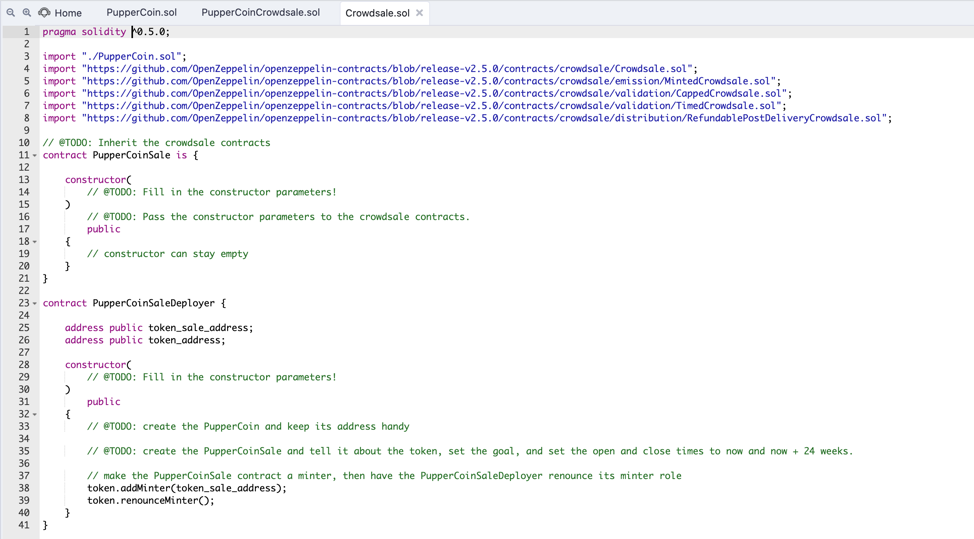 Home PupperCoin.sol PupperCoinCrowdsale.sol Crowdsale.sol ×
1 pragma solidity ^0.5.0;
2
3 import "./PupperCoin.sol";
4 import "https://github.com/OpenZeppelin/openzeppelin-contracts/blob/release-v2.5.0/contracts/crowdsale/Crowdsale.sol";
5 import "https://github.com/OpenZeppelin/openzeppelin-contracts/blob/release-v2.5.0/contracts/crowdsale/emission/MintedCrowdsale.sol";
6 import "https://github.com/OpenZeppelin/openzeppelin-contracts/blob/release-v2.5.0/contracts/crowdsale/validation/CappedCrowdsale.sol";
7 import "https://github.com/OpenZeppelin/openzeppelin-contracts/blob/release-v2.5.0/contracts/crowdsale/validation/TimedCrowdsale.sol";
8 import "https://github.com/OpenZeppelin/openzeppelin-contracts/blob/release-v2.5.0/contracts/crowdsale/distribution/RefundablePostDeliveryCrowdsale.sol";
9
10 // @TODO: Inherit the crowdsale contracts
11 contract PupperCoinSale is {
12
13 constructor(
14 // @TODO: Fill in the constructor parameters!
15 )
16 // @TODO: Pass the constructor parameters to the crowdsale contracts.
17 public
18 {
19 // constructor can stay empty
20 }
21 }
22
23 contract PupperCoinSaleDeployer {
24
25 address public token_sale_address;
26 address public token_address;
27
28 constructor(
29 // @TODO: Fill in the constructor parameters!
30 )
31 public
32 {
33 // @TODO: create the PupperCoin and keep its address handy
34
35 // @TODO: create the PupperCoinSale and tell it about the token, set the goal, and set the open and close times to now and now + 24 weeks.
36
37 // make the PupperCoinSale contract a minter, then have the PupperCoinSaleDeployer renounce its minter role
38 token.addMinter(token_sale_address);
39 token.renounceMinter();
40 }
41 }